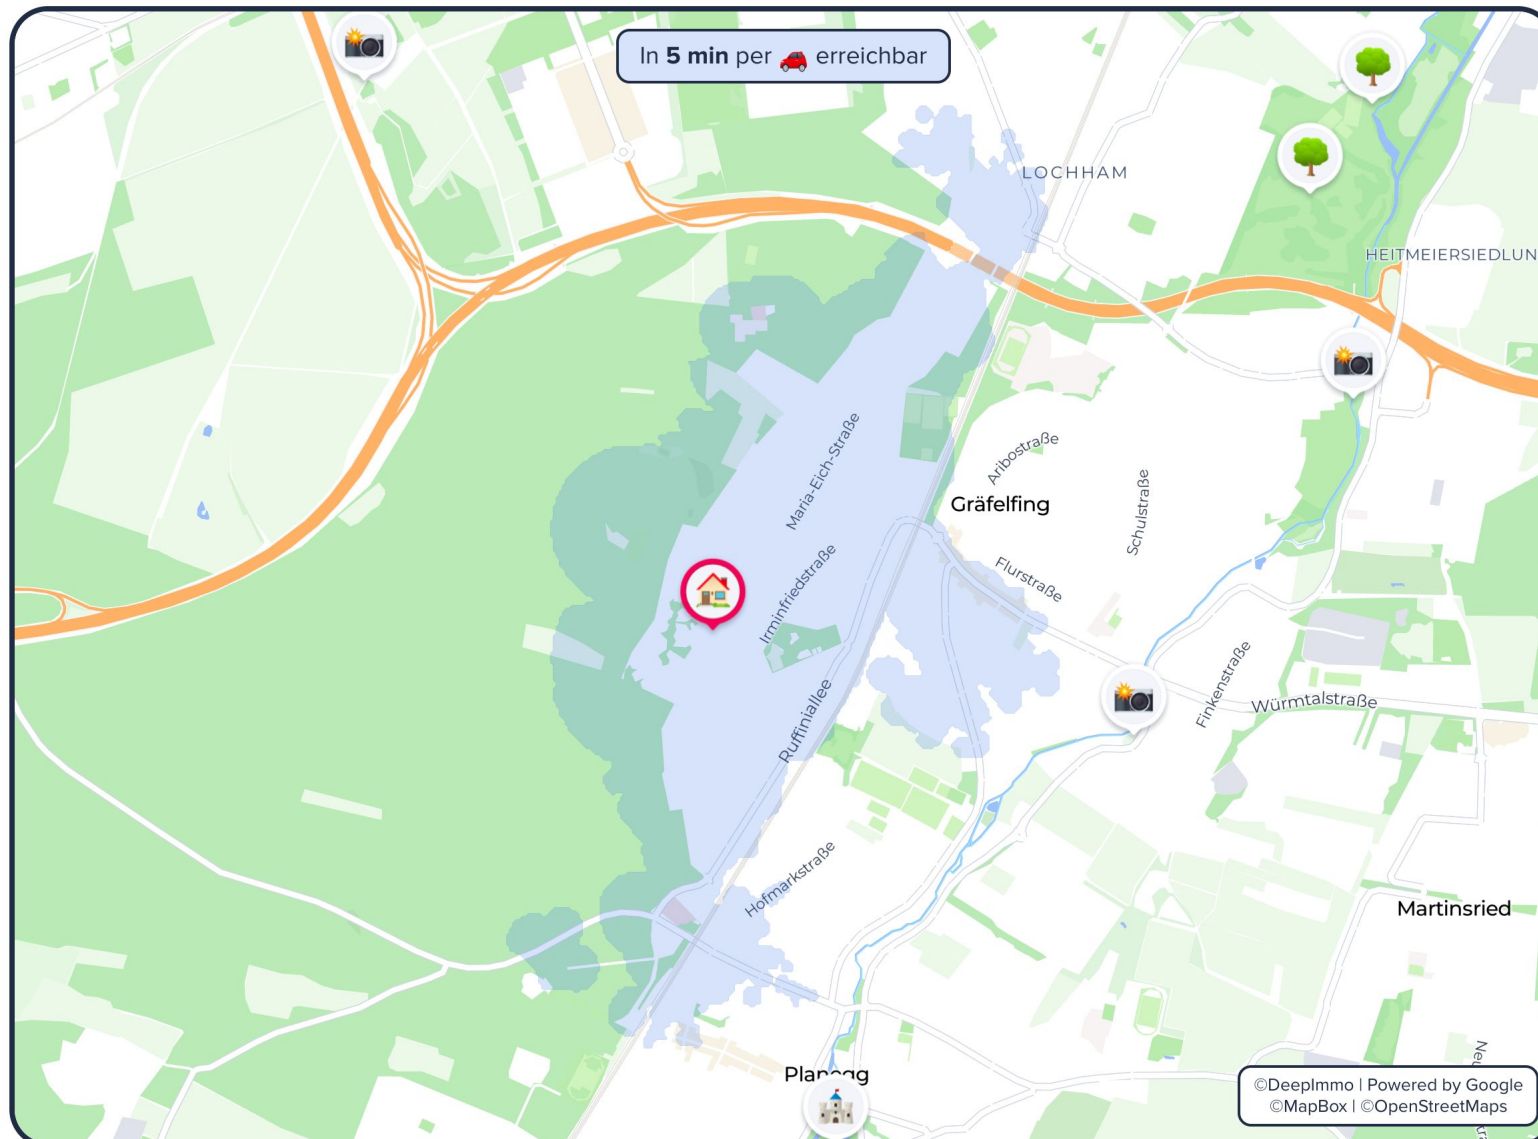 In 5 min per erreichbar
LOCHHAM
HEITMEIERSIEDLUN
Maria-Eich-Straße
Aribostraße
Gräfelfing
Schulstraße
Irminfriedstraße
Flurstraße
Finkenstraße
Würmtalstraße
Ruffiniallee
Hofmarkstraße
Martinsried
Planegg
©DeepImmo | Powered by Google
©MapBox | ©OpenStreetMaps